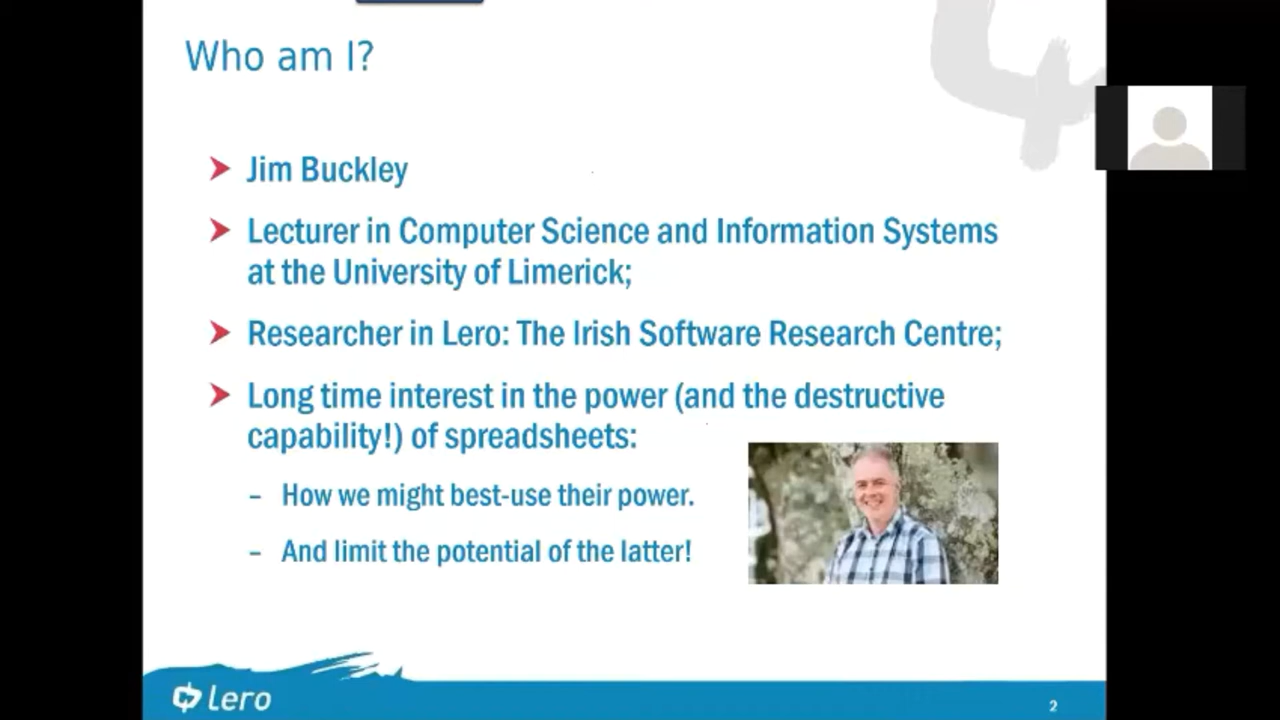 Who am I?
Jim Buckley
Lecturer in Computer Science and Information Systems
at the University of Limerick;
Researcher in Lero: The Irish Software Research Centre;
Long time interest in the power (and the destructive
capability!) of spreadsheets:
– How we might best-use their power.
– And limit the potential of the latter!
Lero
2